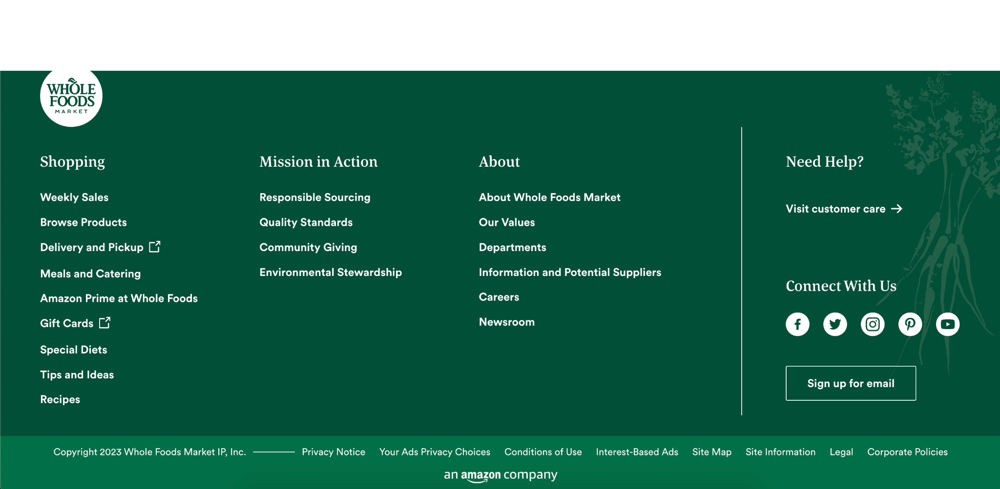 WHOLE
FOODS
MARKET
Shopping
Weekly Sales
Browse Products
Delivery and Pickup
Meals and Catering
Amazon Prime at Whole Foods
Gift Cards
Special Diets
Tips and Ideas
Recipes
Mission in Action
Responsible Sourcing
Quality Standards
Community Giving
Environmental Stewardship
About
About Whole Foods Market
Our Values
Departments
Information and Potential Suppliers
Careers
Newsroom
Need Help?
Visit customer care
Connect With Us
Sign up for email
Copyright 2023 Whole Foods Market IP, Inc. Privacy Notice Your Ads Privacy Choices Conditions of Use Interest-Based Ads Site Map Site Information Legal Corporate Policies
an amazon company